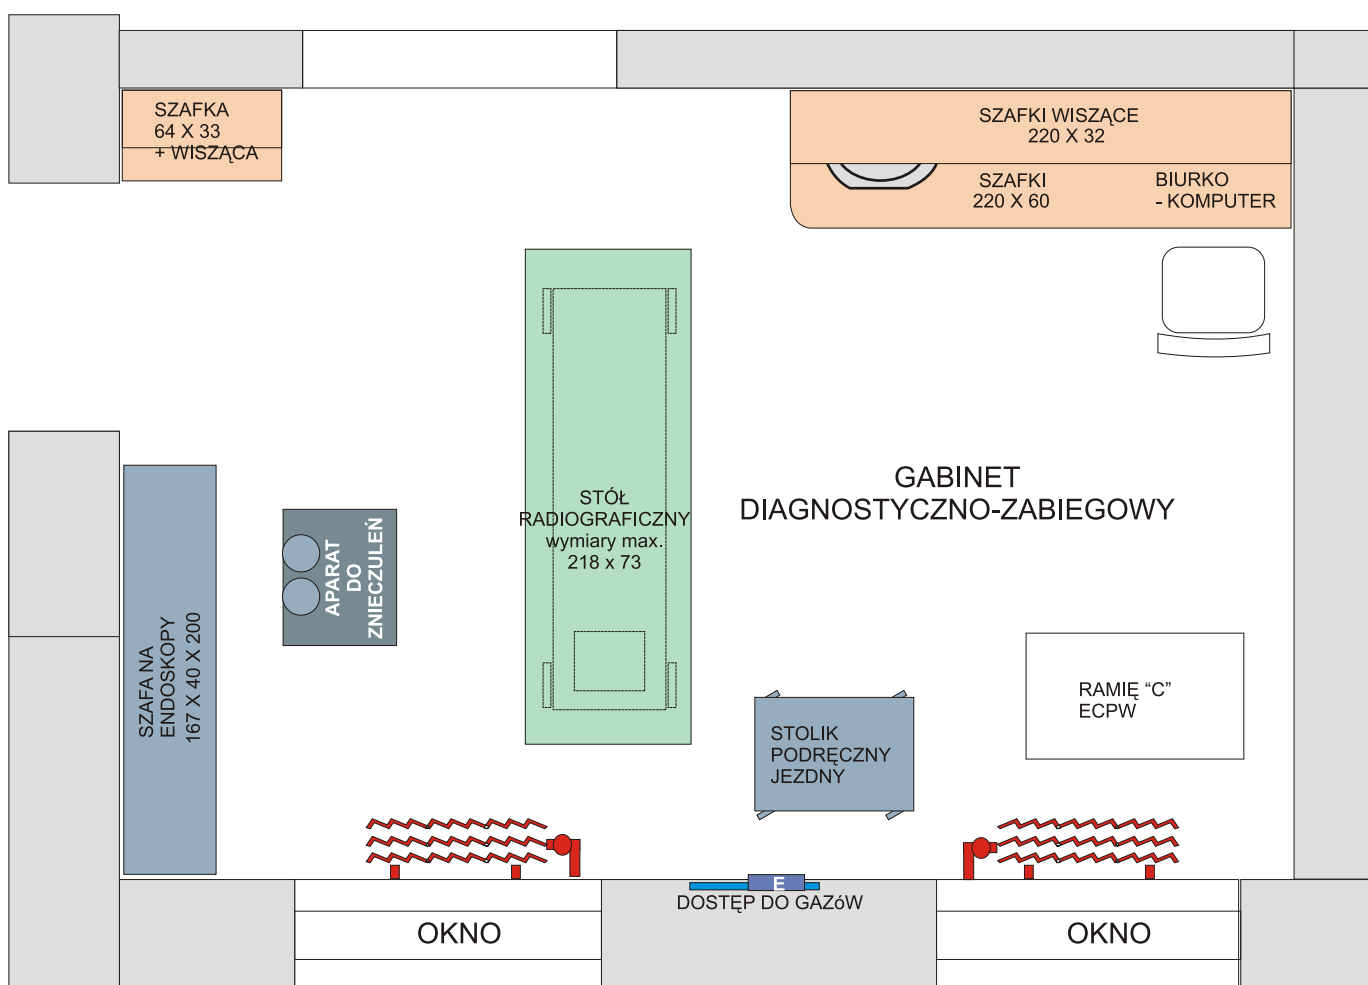 SZAFKA
64 X 33
+ WISZĄCA
SZAFKI WISZĄCE
220 X 32
SZAFKI
220 X 60
BIURKO
- KOMPUTER
GABINET
DIAGNOSTYCZNO-ZABIEGOWY
STÓŁ
RADIOGRAFICZNY
wymiary max.
218 x 73
APARAT
DO
ZNIECZULEŃ
SZAFA NA
ENDOSKOPY
167 X 40 X 200
RAMIĘ “C”
ECPW
STOLIK
PODRĘCZNY
JEZDNY
E
DOSTĘP DO GAZóW
OKNO
OKNO